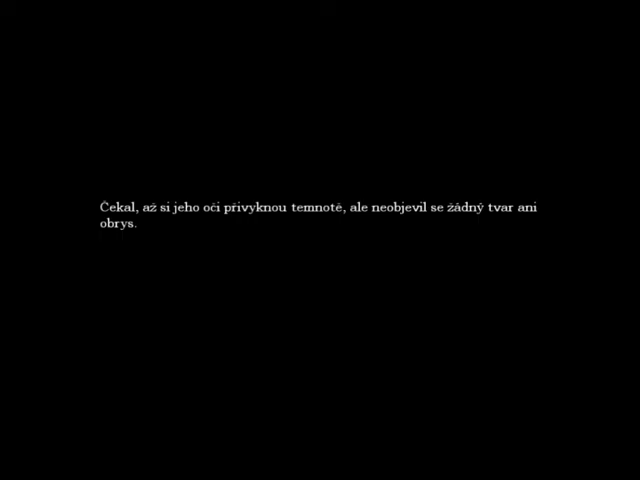 Čekal, až si jeho oči přivyknou temnotě, ale neobjevil se žádný tvar ani
obrys.